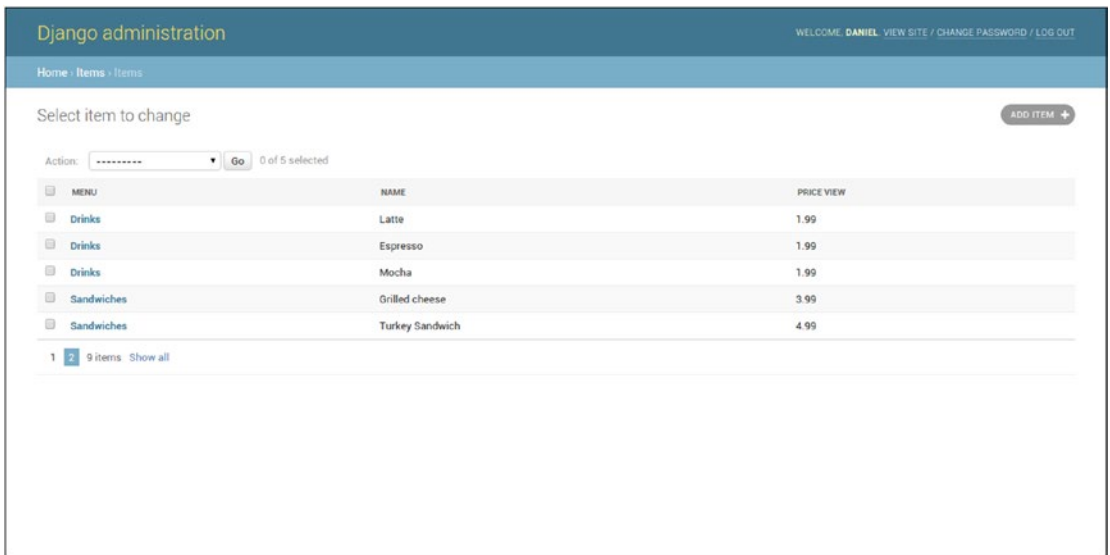 Django administration
WELCOME, DANIEL. VIEW SITE / CHANGE PASSWORD / LOG OUT
Home › Items › Items
Select item to change
ADD ITEM +
Action: --------- Go 0 of 5 selected
MENU NAME PRICE VIEW
Drinks Latte 1.99
Drinks Espresso 1.99
Drinks Mocha 1.99
Sandwiches Grilled cheese 3.99
Sandwiches Turkey Sandwich 4.99
1 2 9 items Show all